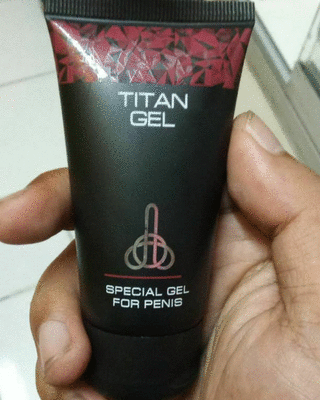 TITAN
GEL
SPECIAL GEL
FOR PENIS